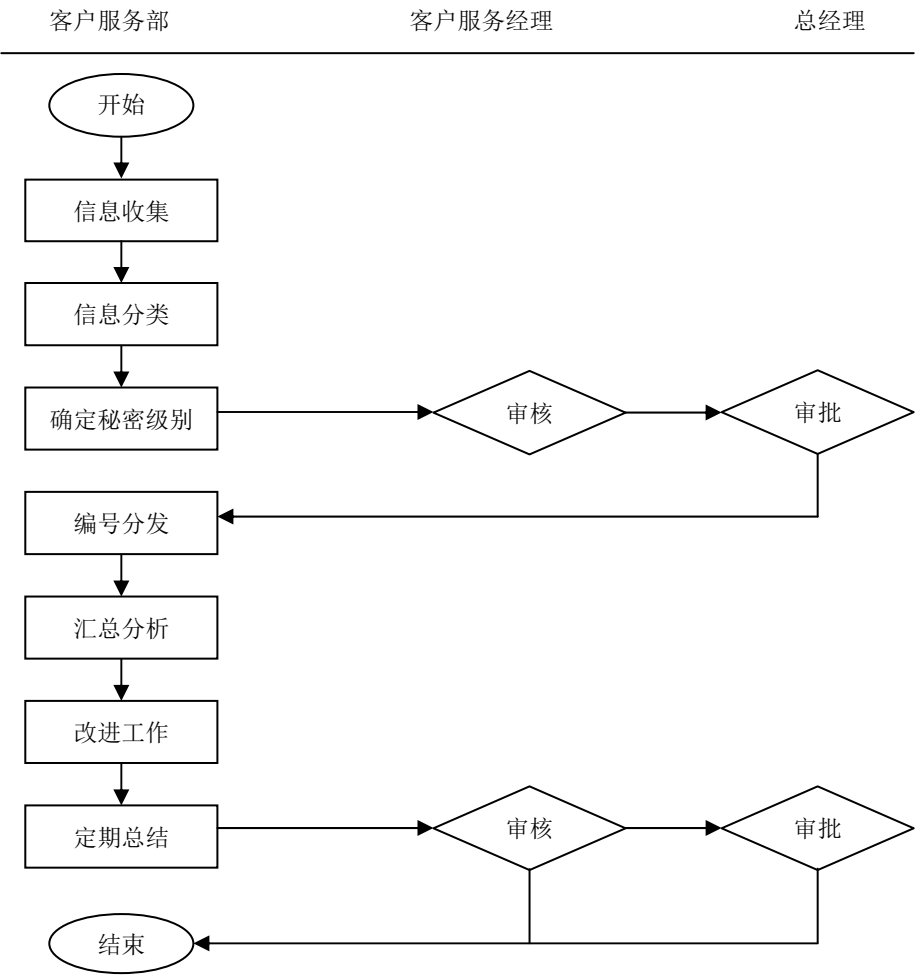 客户服务部 客户服务经理 总经理
开始
信息收集
信息分类
确定秘密级别 审核 审批
编号分发
汇总分析
改进工作
定期总结 审核 审批
结束